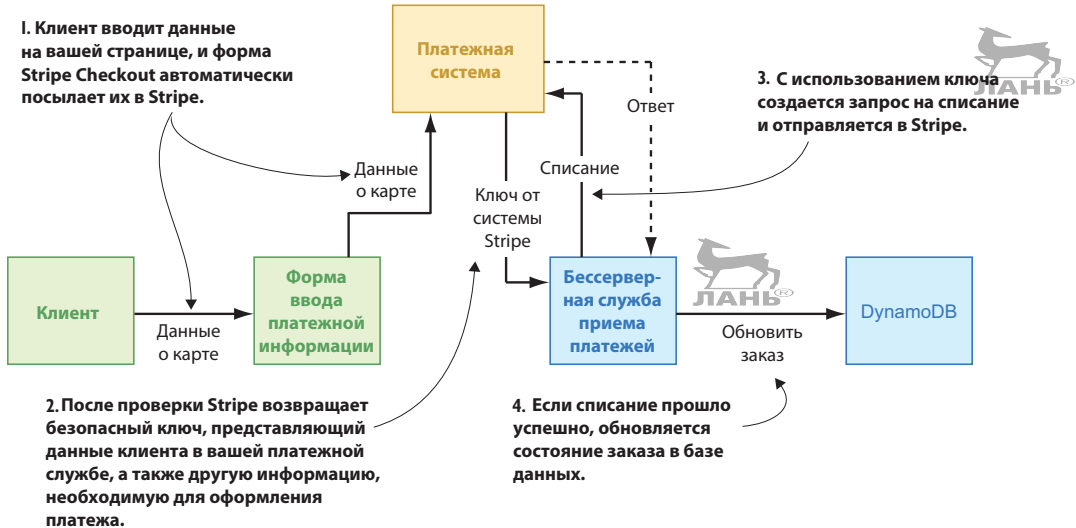 1. Клиент вводит данные
на вашей странице, и форма
Stripe Checkout автоматически
посылает их в Stripe.
Платежная
система
ЛАНЬ®
3. С использованием ключа
создается запрос на списание
и отправляется в Stripe.
Ответ
Данные
о карте
Списание
Ключ от
системы
Stripe
ЛАНЬ®
Клиент
Данные
о карте
Форма
ввода
платежной
информации
Бессервер-
ная служба
приема
платежей
Обновить
заказ
DynamoDB
2. После проверки Stripe возвращает
безопасный ключ, представляющий
данные клиента в вашей платежной
службе, а также другую информацию,
необходимую для оформления
платежа.
4. Если списание прошло
успешно, обновляется
состояние заказа в базе
данных.